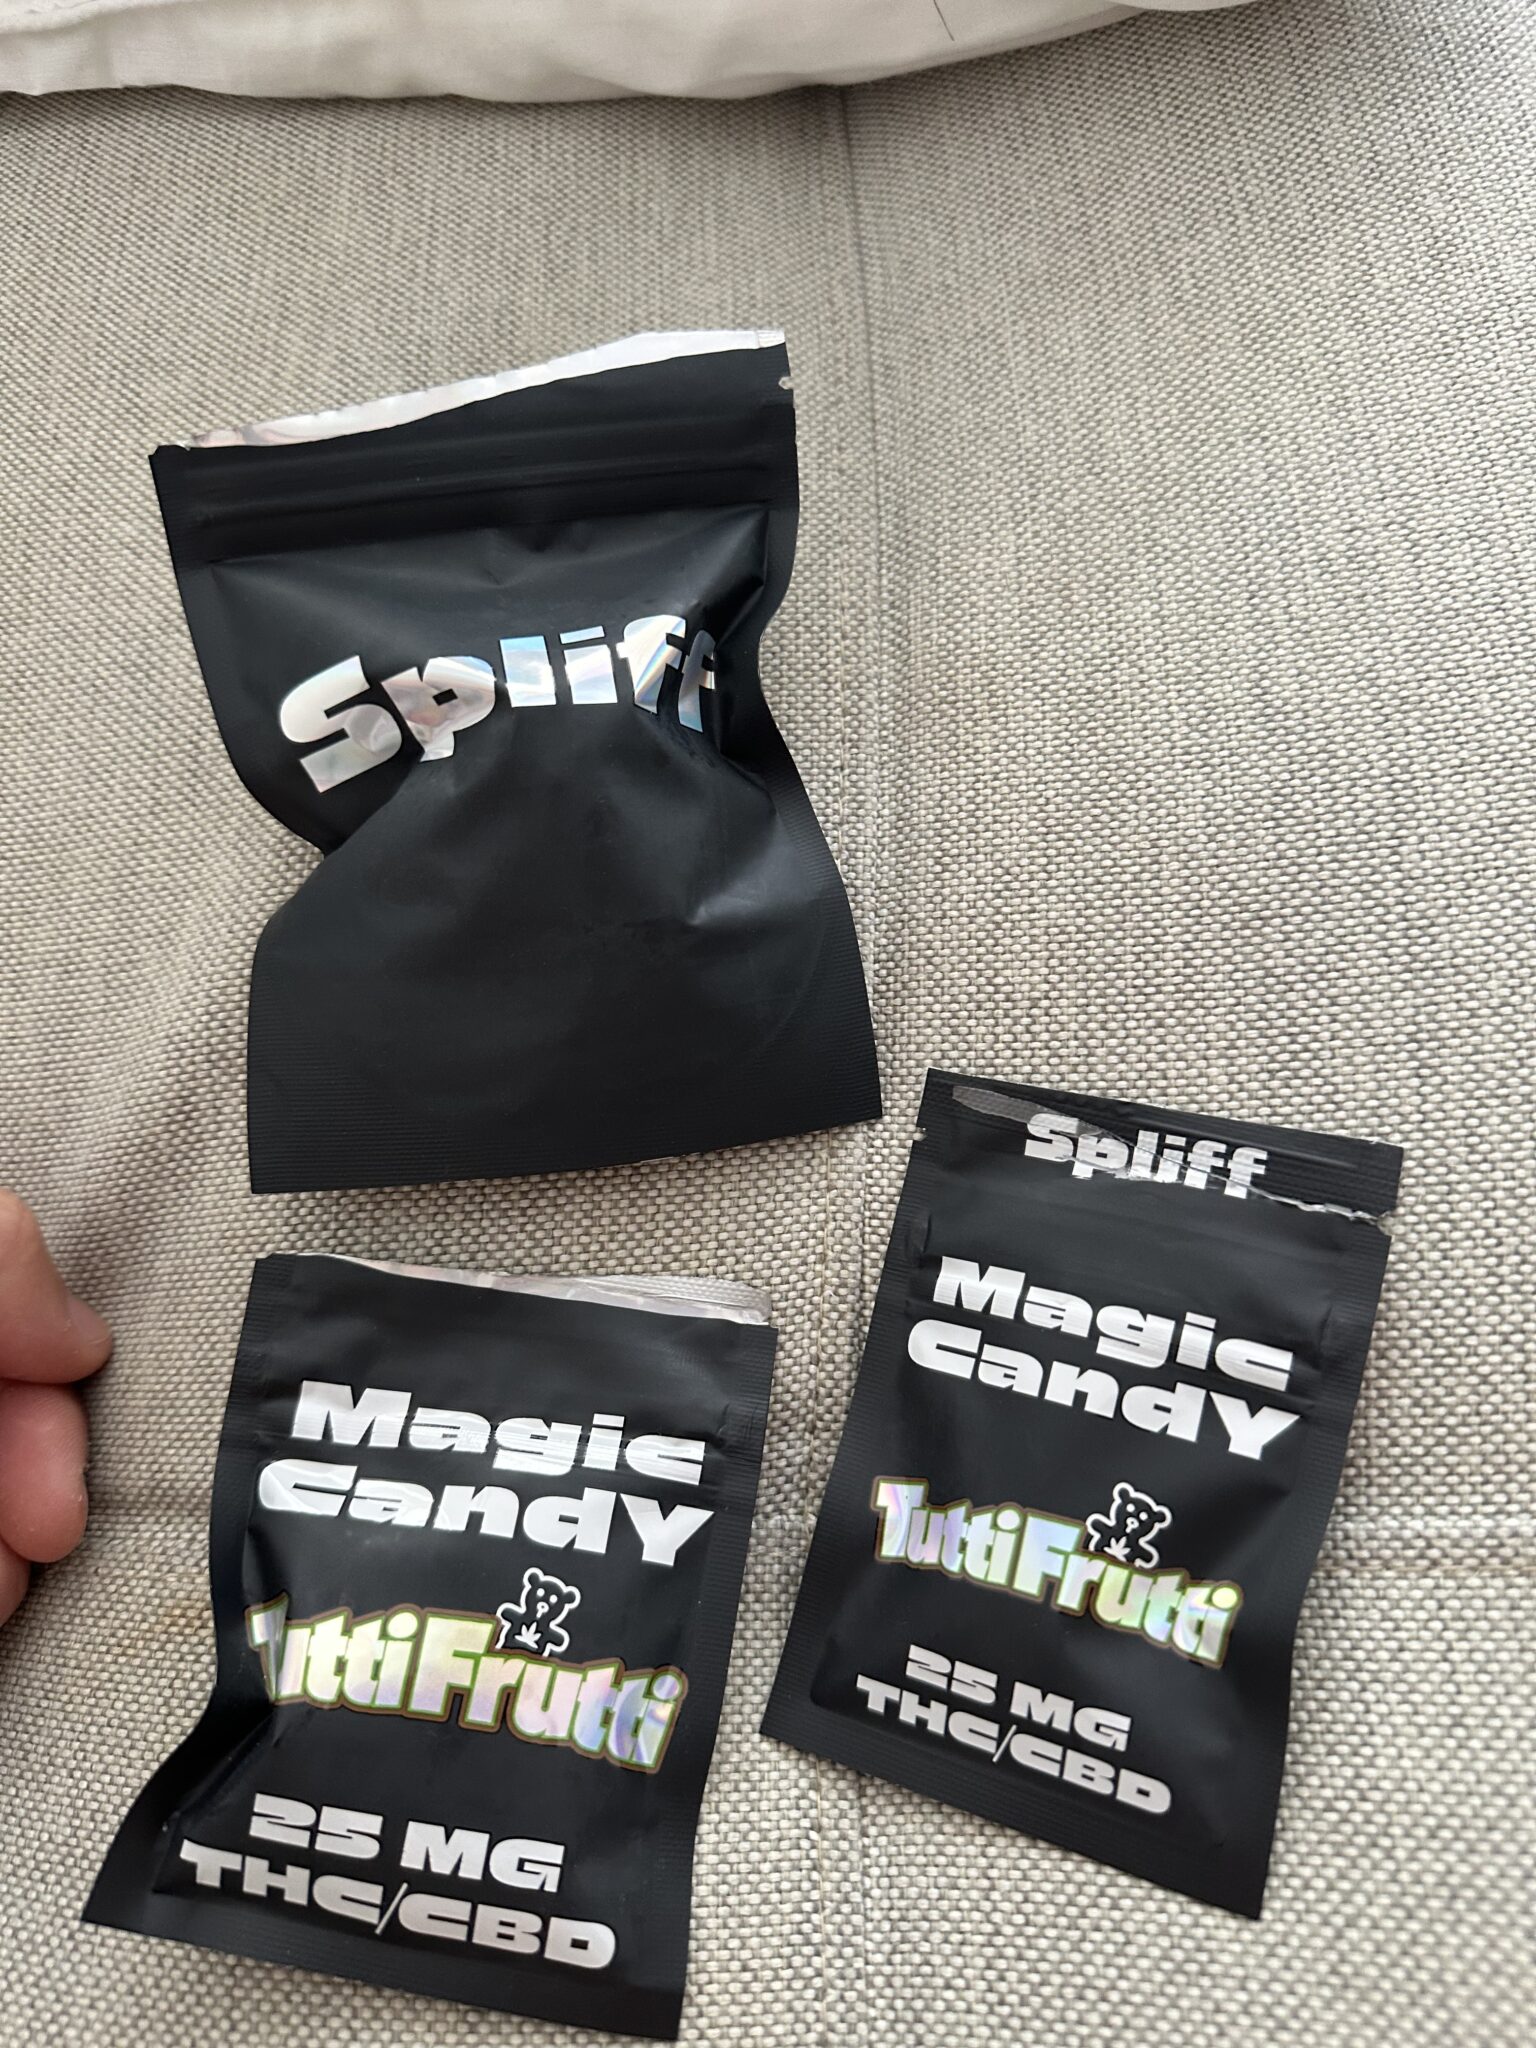 Spliff
Spliff
Magic
Candy
TuttiFrutti
25 MG
THC/CBD
Magic
Candy
TuttiFrutti
25 MG
THC/CBD